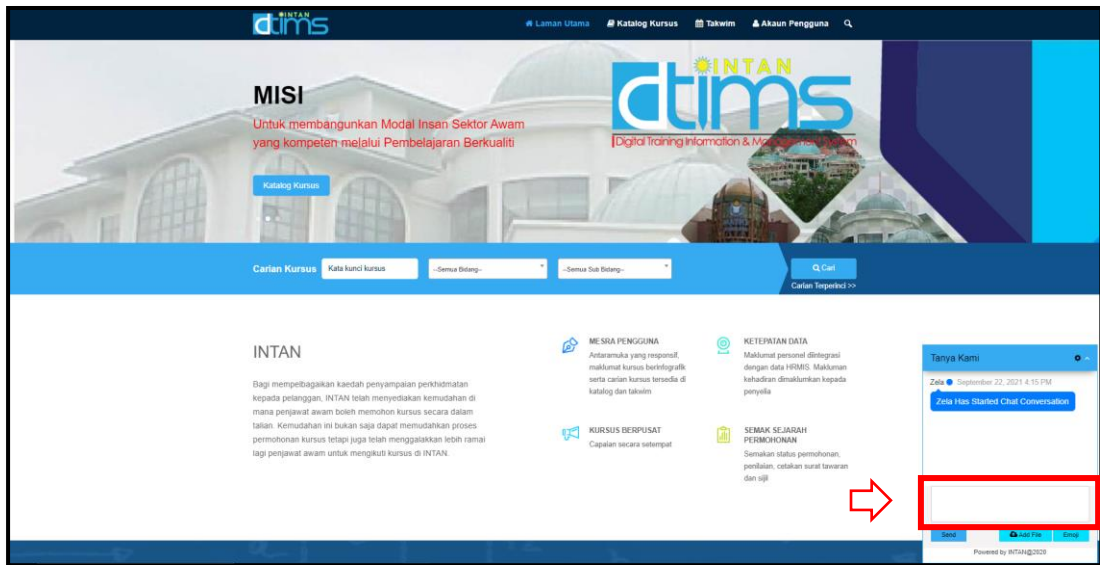 INTAN
dtims
Laman Utama
Katalog Kursus
Takwim
Akaun Pengguna
MISI
Untuk membangunkan Modal Insan Sektor Awam
yang kompeten melalui Pembelajaran Berkualiti
Katalog Kursus
INTAN
dtims
Digital Training Information &
Carian Kursus
Kata kunci kursus
--Semua Bidang--
--Semua Sub Bidang--
Cari
Carian Terperinci >>
INTAN
Bagi mempelbagaikan kaedah penyampaian perkhidmatan
kepada pelanggan, INTAN telah menyediakan kemudahan di
mana penjawat awam boleh memohon kursus secara dalam
talian. Kemudahan ini bukan saja dapat memudahkan proses
permohonan kursus tetapi juga telah menggalakkan lebih ramai
lagi penjawat awam untuk mengikuti kursus di INTAN.
MESRA PENGGUNA
Antaramuka yang responsif,
maklumat kursus berinfografik
serta carian kursus tersedia di
katalog dan takwim
KETEPATAN DATA
Maklumat personel diintegrasi
dengan data HRMIS. Makluman
kehadiran dimaklumkan kepada
penyelia
KURSUS BERPUSAT
Capaian secara setempat
SEMAK SEJARAH
PERMOHONAN
Semakan status permohonan,
penilaian, cetakan surat tawaran
dan sijil
Tanya Kami
Zela September 22, 2021 4:15 PM
Zela Has Started Chat Conversation
Send
Add File
Emoji
Powered by INTAN@2020